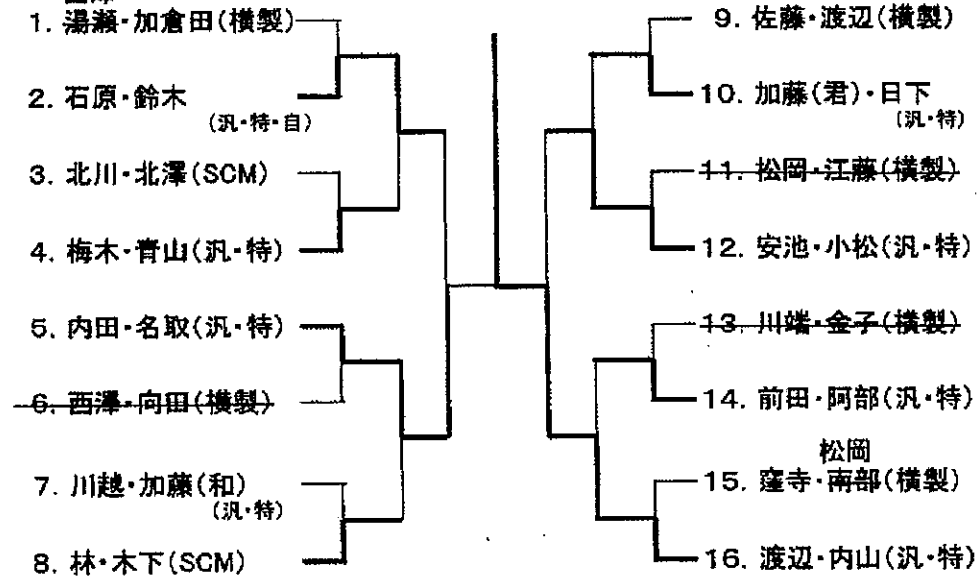 1. 湯瀬・加倉田(横製)
2. 石原・鈴木
(汎・特・自)
3. 北川・北澤(SCM)
4. 梅木・青山(汎・特)
5. 内田・名取(汎・特)
6. 西澤・向田(横製)
7. 川越・加藤(和)
(汎・特)
8. 林・木下(SCM)
9. 佐藤・渡辺(横製)
10. 加藤(君)・日下
(汎・特)
11. 松岡・江藤(横製)
12. 安池・小松(汎・特)
13. 川端・金子(横製)
14. 前田・阿部(汎・特)
松岡
15. 窪寺・南部(横製)
16. 渡辺・内山(汎・特)